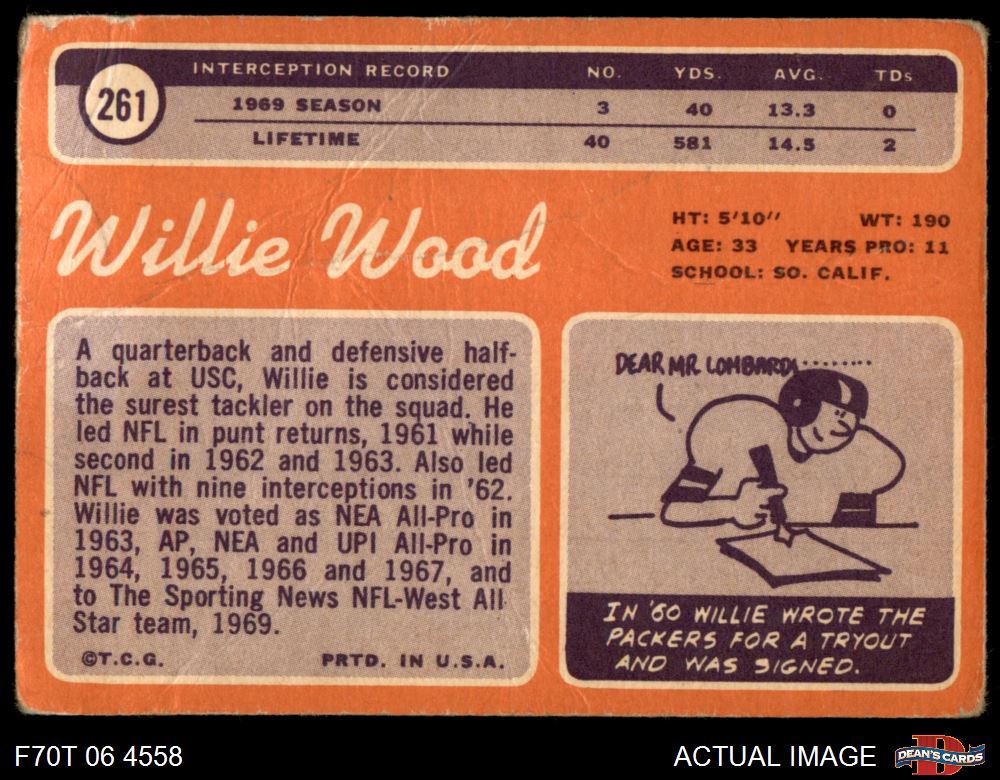 261
INTERCEPTION RECORD NO. YDS. AVG. TDs
1969 SEASON 3 40 13.3 0
LIFETIME 40 581 14.5 2
Willie Wood
HT: 5'10" WT: 190
AGE: 33 YEARS PRO: 11
SCHOOL: SO. CALIF.
A quarterback and defensive half-
back at USC, Willie is considered
the surest tackler on the squad. He
led NFL in punt returns, 1961 while
second in 1962 and 1963. Also led
NFL with nine interceptions in '62.
Willie was voted as NEA All-Pro in
1963, AP, NEA and UPI All-Pro in
1964, 1965, 1966 and 1967, and
to The Sporting News NFL-West All
Star team, 1969.
©T.C.G. PRTD. IN U.S.A.
DEAR MR. LOMBARDI........
IN '60 WILLIE WROTE THE
PACKERS FOR A TRYOUT
AND WAS SIGNED.
F70T 06 4558
ACTUAL IMAGE
DEAN'S CARDS